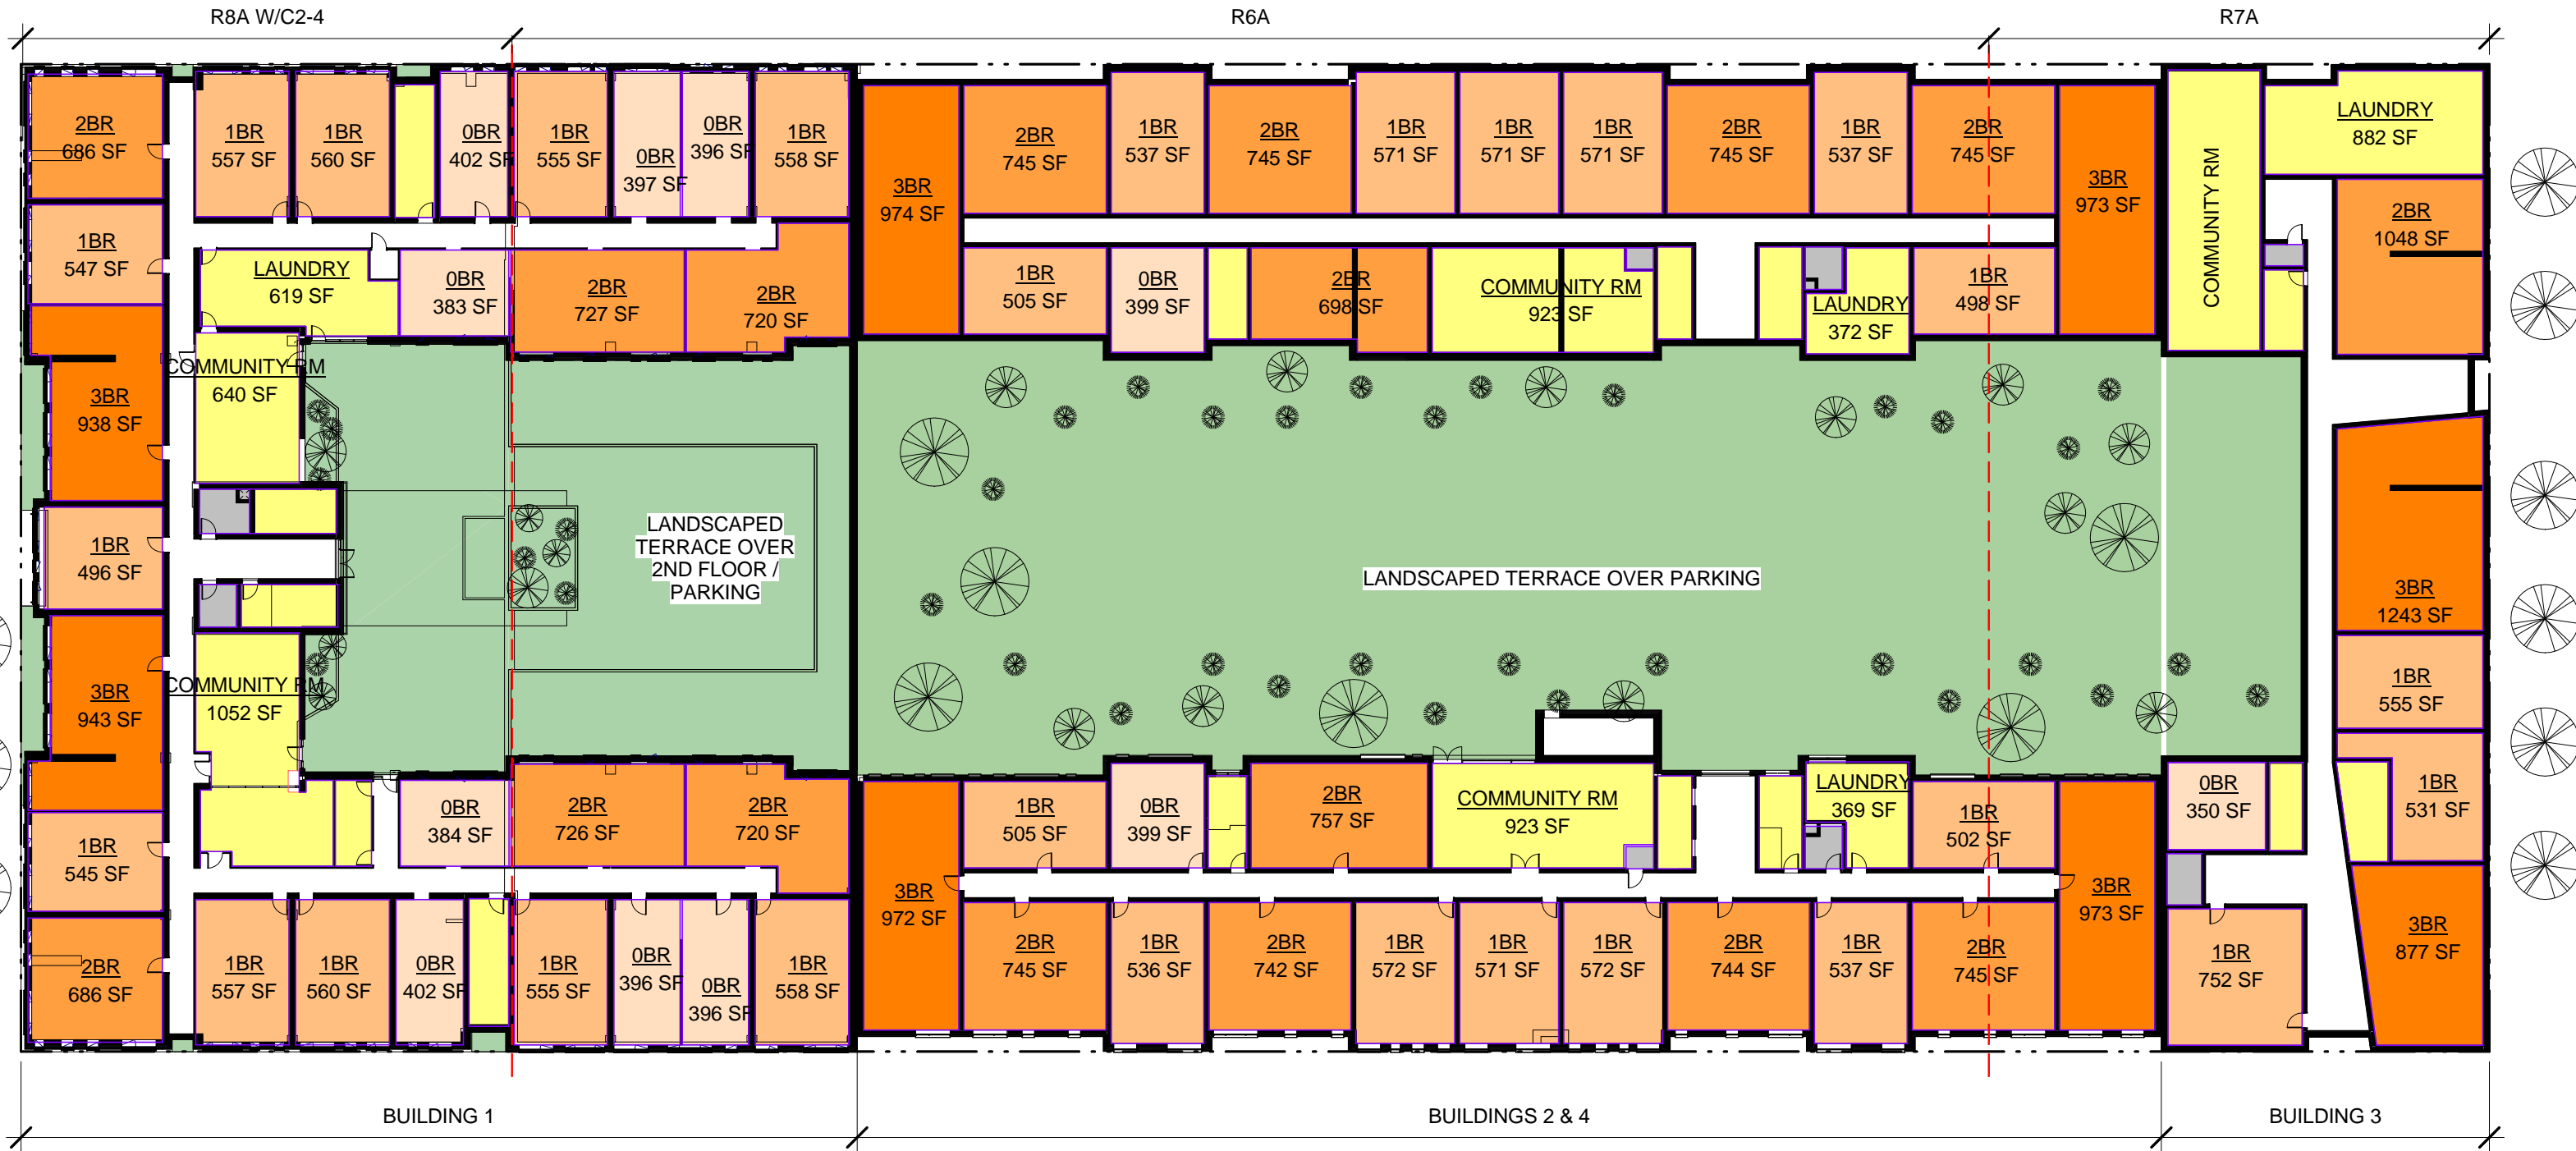 R8A W/C2-4
R6A
R7A
2BR
686 SF
1BR
557 SF
1BR
560 SF
0BR
402 SF
1BR
555 SF
0BR
397 SF
0BR
396 SF
1BR
558 SF
1BR
547 SF
LAUNDRY
619 SF
0BR
383 SF
2BR
727 SF
2BR
720 SF
COMMUNITY RM
640 SF
3BR
938 SF
1BR
496 SF
LANDSCAPED
TERRACE OVER
2ND FLOOR /
PARKING
3BR
943 SF
COMMUNITY RM
1052 SF
1BR
545 SF
0BR
384 SF
2BR
726 SF
2BR
720 SF
2BR
686 SF
1BR
557 SF
1BR
560 SF
0BR
402 SF
1BR
555 SF
0BR
396 SF
0BR
396 SF
1BR
558 SF
3BR
974 SF
2BR
745 SF
1BR
537 SF
2BR
745 SF
1BR
571 SF
1BR
571 SF
1BR
571 SF
2BR
745 SF
1BR
537 SF
2BR
745 SF
3BR
973 SF
1BR
505 SF
0BR
399 SF
2BR
698 SF
COMMUNITY RM
923 SF
LAUNDRY
372 SF
1BR
498 SF
LANDSCAPED TERRACE OVER PARKING
3BR
972 SF
1BR
505 SF
0BR
399 SF
2BR
757 SF
COMMUNITY RM
923 SF
LAUNDRY
369 SF
1BR
502 SF
3BR
973 SF
2BR
745 SF
1BR
536 SF
2BR
742 SF
1BR
572 SF
1BR
571 SF
1BR
572 SF
2BR
744 SF
1BR
537 SF
2BR
745 SF
COMMUNITY RM
LAUNDRY
882 SF
2BR
1048 SF
3BR
1243 SF
1BR
555 SF
0BR
350 SF
1BR
531 SF
1BR
752 SF
3BR
877 SF
BUILDING 1
BUILDINGS 2 & 4
BUILDING 3